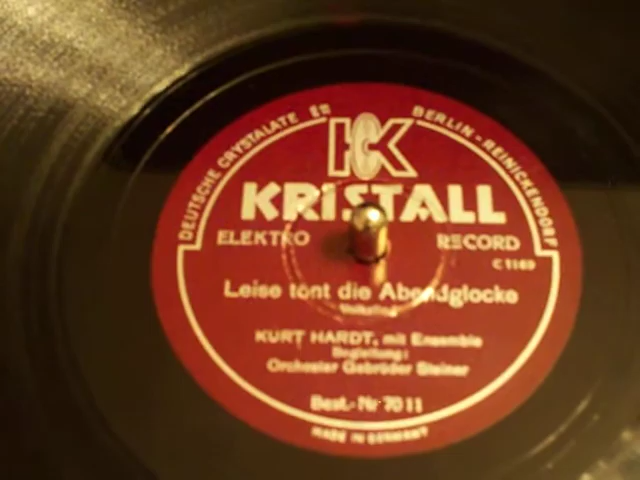 DEUTSCHE CRYSTALATE
BERLIN-REINICKENDORF
K
KRISTALL
ELEKTRO RECORD
Leise tönt die Abendglocke
Volkslied
KURT HARDT, mit Ensemble
Begleitung:
Orchester Gebrüder Steiner
Best.-Nr 7011
MADE IN GERMANY